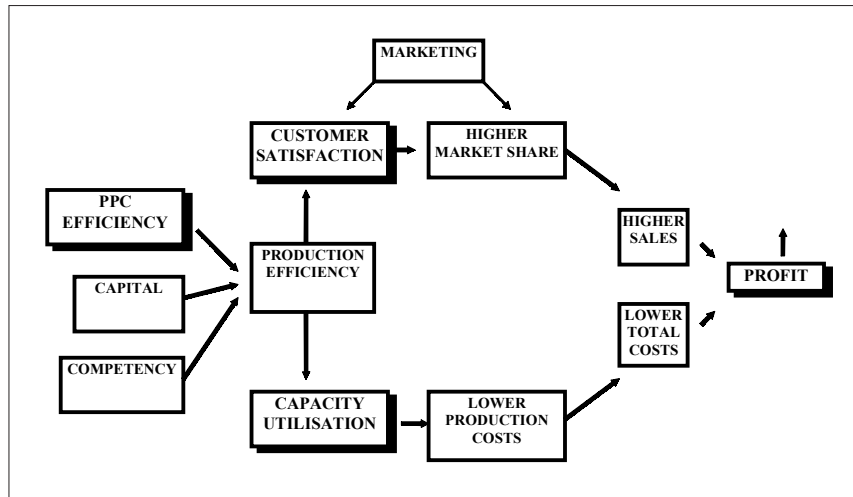 MARKETING
CUSTOMER
SATISFACTION
HIGHER
MARKET SHARE
PPC
EFFICIENCY
PRODUCTION
EFFICIENCY
HIGHER
SALES
CAPITAL
PROFIT
LOWER
TOTAL
COSTS
COMPETENCY
CAPACITY
UTILISATION
LOWER
PRODUCTION
COSTS